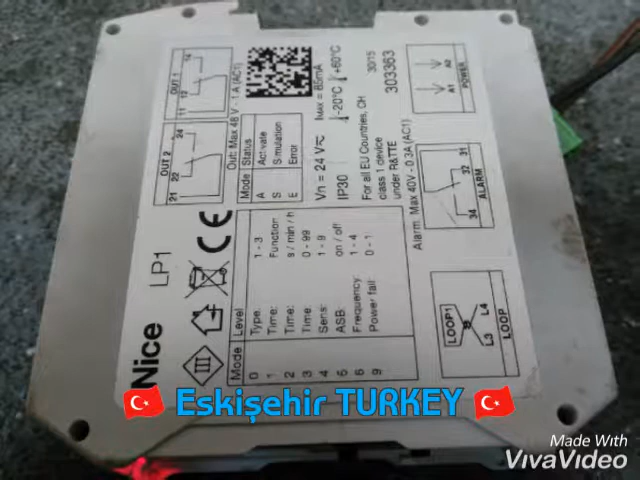 Nice LP1
OUT 2
21 22 24
OUT 1
11 12 14
Out: Max 48 V - 1 A (AC1)
Mode Status
A Activate
S Simulation
E Error
Vn = 24 V
Imax = 85mA
IP30
-20°C +60°C
For all EU Countries, CH
class 1 device
under R&TTE
30/15
303363
Mode Level
0 Type: 1 - 3
1 Time: Function
2 Time: s / min / h
3 Time: 0 - 99
4 Sens: 1 - 9
5 ASB: on / off
6 Frequency: 1 - 4
9 Power fail: 0 - 1
A1 A2
POWER
34 32 31
ALARM
Alarm: Max 40V - 0.3A (AC1)
LOOP1
L3 L4
LOOP
CE
III
Eskişehir TURKEY
Made With
VivaVideo